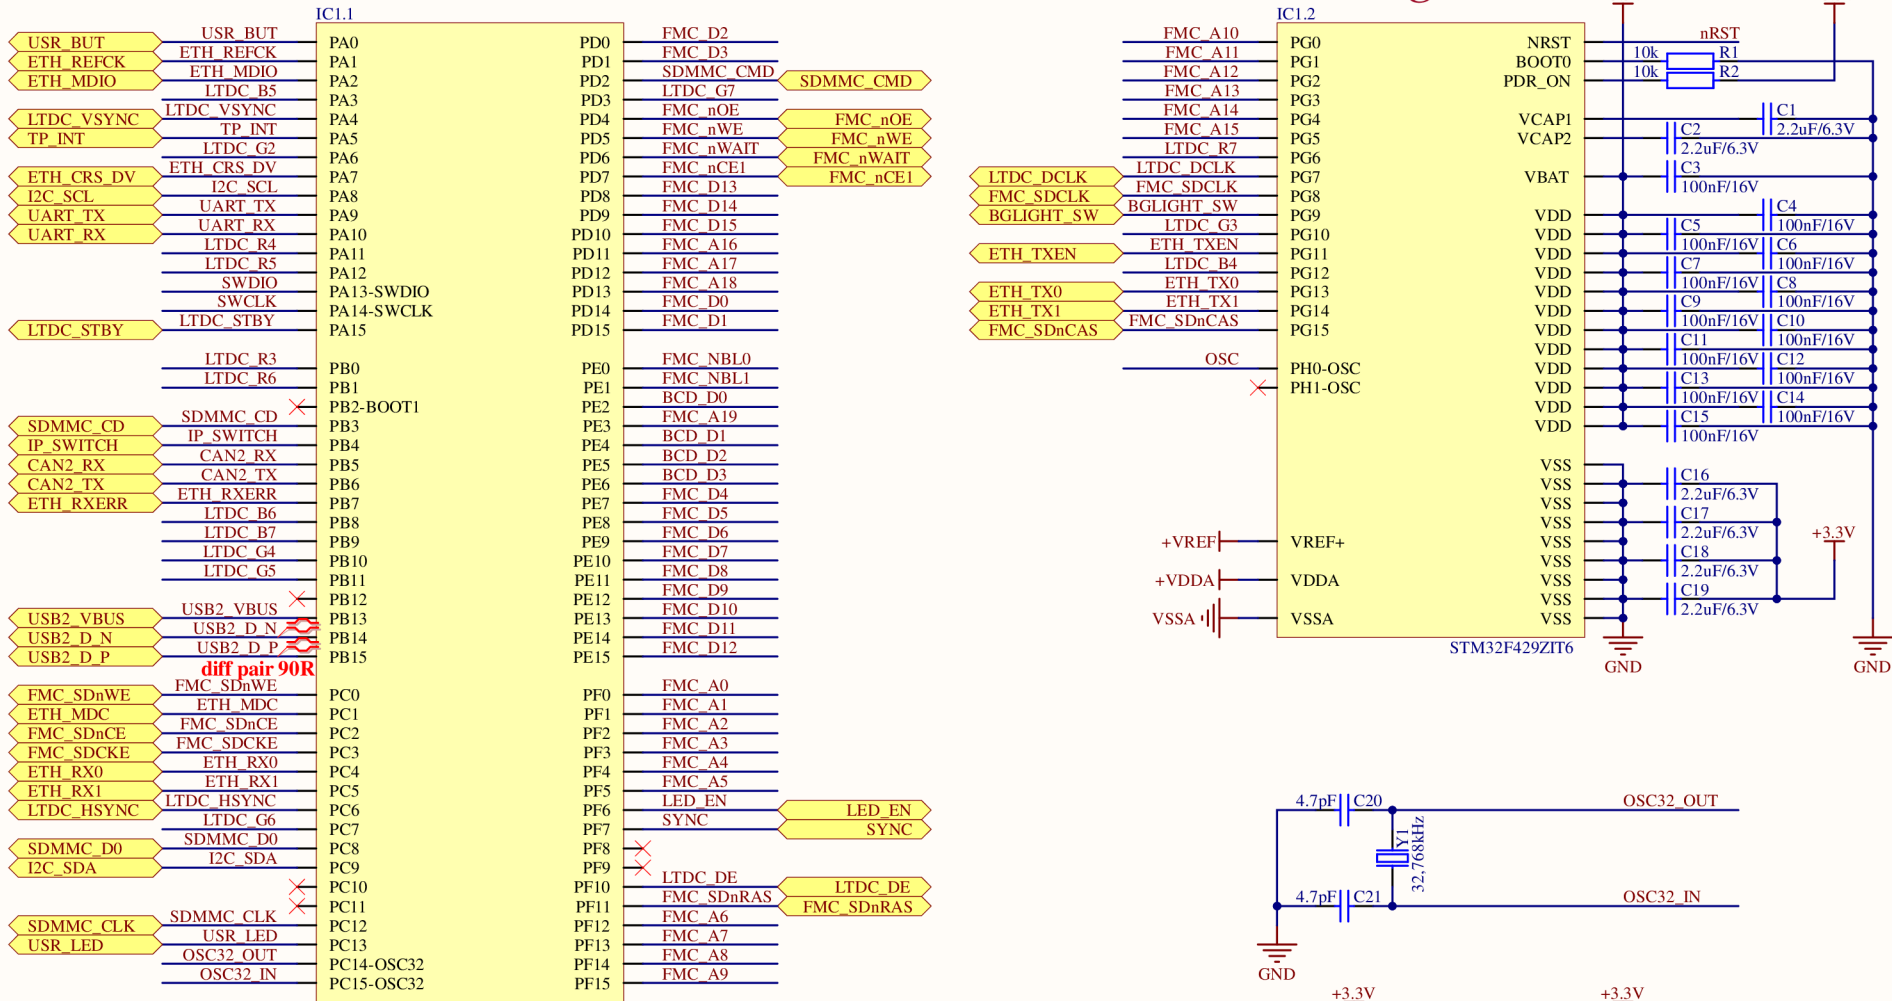 IC1.1
USR_BUT USR_BUT PA0 PD0 FMC_D2
ETH_REFCK ETH_REFCK PA1 PD1 FMC_D3
ETH_MDIO ETH_MDIO PA2 PD2 SDMMC_CMD SDMMC_CMD
LTDC_B5 PA3 PD3 LTDC_G7
LTDC_VSYNC LTDC_VSYNC PA4 PD4 FMC_nOE FMC_nOE
TP_INT TP_INT PA5 PD5 FMC_nWE FMC_nWE
LTDC_G2 PA6 PD6 FMC_nWAIT FMC_nWAIT
ETH_CRS_DV ETH_CRS_DV PA7 PD7 FMC_nCE1 FMC_nCE1
I2C_SCL I2C_SCL PA8 PD8 FMC_D13
UART_TX UART_TX PA9 PD9 FMC_D14
UART_RX UART_RX PA10 PD10 FMC_D15
LTDC_R4 PA11 PD11 FMC_A16
LTDC_R5 PA12 PD12 FMC_A17
SWDIO PA13-SWDIO PD13 FMC_A18
SWCLK PA14-SWCLK PD14 FMC_D0
LTDC_STBY LTDC_STBY PA15 PD15 FMC_D1
LTDC_R3 PB0 PE0 FMC_NBL0
LTDC_R6 PB1 PE1 FMC_NBL1
PB2-BOOT1 PE2 BCD_D0
SDMMC_CD SDMMC_CD PB3 PE3 FMC_A19
IP_SWITCH IP_SWITCH PB4 PE4 BCD_D1
CAN2_RX CAN2_RX PB5 PE5 BCD_D2
CAN2_TX CAN2_TX PB6 PE6 BCD_D3
ETH_RXERR ETH_RXERR PB7 PE7 FMC_D4
LTDC_B6 PB8 PE8 FMC_D5
LTDC_B7 PB9 PE9 FMC_D6
LTDC_G4 PB10 PE10 FMC_D7
LTDC_G5 PB11 PE11 FMC_D8
PB12 PE12 FMC_D9
USB2_VBUS USB2_VBUS PB13 PE13 FMC_D10
USB2_D_N USB2_D_N PB14 PE14 FMC_D11
USB2_D_P USB2_D_P PB15 PE15 FMC_D12
diff pair 90R
FMC_SDnWE FMC_SDnWE PC0 PF0 FMC_A0
ETH_MDC ETH_MDC PC1 PF1 FMC_A1
FMC_SDnCE FMC_SDnCE PC2 PF2 FMC_A2
FMC_SDCKE FMC_SDCKE PC3 PF3 FMC_A3
ETH_RX0 ETH_RX0 PC4 PF4 FMC_A4
ETH_RX1 ETH_RX1 PC5 PF5 FMC_A5
LTDC_HSYNC LTDC_HSYNC PC6 PF6 LED_EN LED_EN
LTDC_G6 PC7 PF7 SYNC SYNC
SDMMC_D0 SDMMC_D0 PC8 PF8
I2C_SDA I2C_SDA PC9 PF9
PC10 PF10 LTDC_DE LTDC_DE
PC11 PF11 FMC_SDnRAS FMC_SDnRAS
SDMMC_CLK SDMMC_CLK PC12 PF12 FMC_A6
USR_LED USR_LED PC13 PF13 FMC_A7
OSC32_OUT PC14-OSC32 PF14 FMC_A8
OSC32_IN PC15-OSC32 PF15 FMC_A9
IC1.2
FMC_A10 PG0 NRST nRST
FMC_A11 PG1 BOOT0 10k R1
FMC_A12 PG2 PDR_ON 10k R2
FMC_A13 PG3
FMC_A14 PG4 VCAP1 C1 2.2uF/6.3V
FMC_A15 PG5 VCAP2 C2 2.2uF/6.3V
LTDC_R7 PG6
LTDC_DCLK LTDC_DCLK PG7 VBAT C3 100nF/16V
FMC_SDCLK FMC_SDCLK PG8
BGLIGHT_SW BGLIGHT_SW PG9 VDD C4 100nF/16V
LTDC_G3 PG10 VDD C5 100nF/16V
ETH_TXEN ETH_TXEN PG11 VDD C6 100nF/16V
LTDC_B4 PG12 VDD C7 100nF/16V
ETH_TX0 ETH_TX0 PG13 VDD C8 100nF/16V
ETH_TX1 ETH_TX1 PG14 VDD C9 100nF/16V
FMC_SDnCAS FMC_SDnCAS PG15 VDD C10 100nF/16V
VDD C11 100nF/16V
OSC PH0-OSC VDD C12 100nF/16V
PH1-OSC VDD C13 100nF/16V
VDD C14 100nF/16V
VDD C15 100nF/16V
VSS
VSS C16 2.2uF/6.3V
VSS
VSS C17 2.2uF/6.3V
+VREF VREF+ VSS +3.3V
VSS C18 2.2uF/6.3V
+VDDA VDDA VSS
VSS C19 2.2uF/6.3V
VSSA VSSA VSS
STM32F429ZIT6
GND GND
4.7pF C20 OSC32_OUT
Y1
32,768kHz
4.7pF C21 OSC32_IN
GND
+3.3V +3.3V